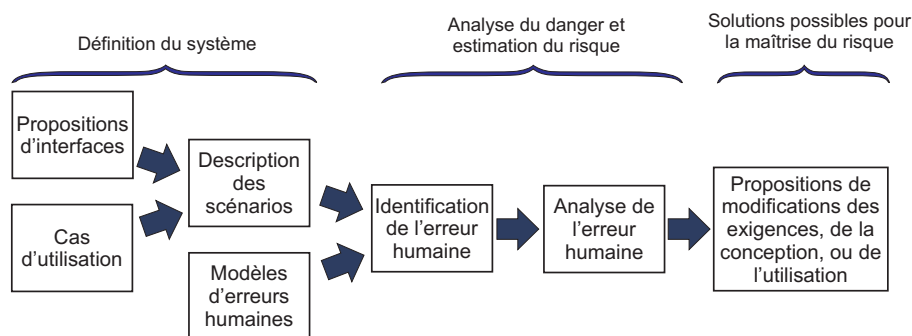 Définition du système
Analyse du danger et
estimation du risque
Solutions possibles pour
la maîtrise du risque
Propositions
d'interfaces
Cas
d'utilisation
Description
des
scénarios
Modèles
d'erreurs
humaines
Identification
de l'erreur
humaine
Analyse de
l'erreur
humaine
Propositions de
modifications des
exigences, de la
conception, ou de
l'utilisation